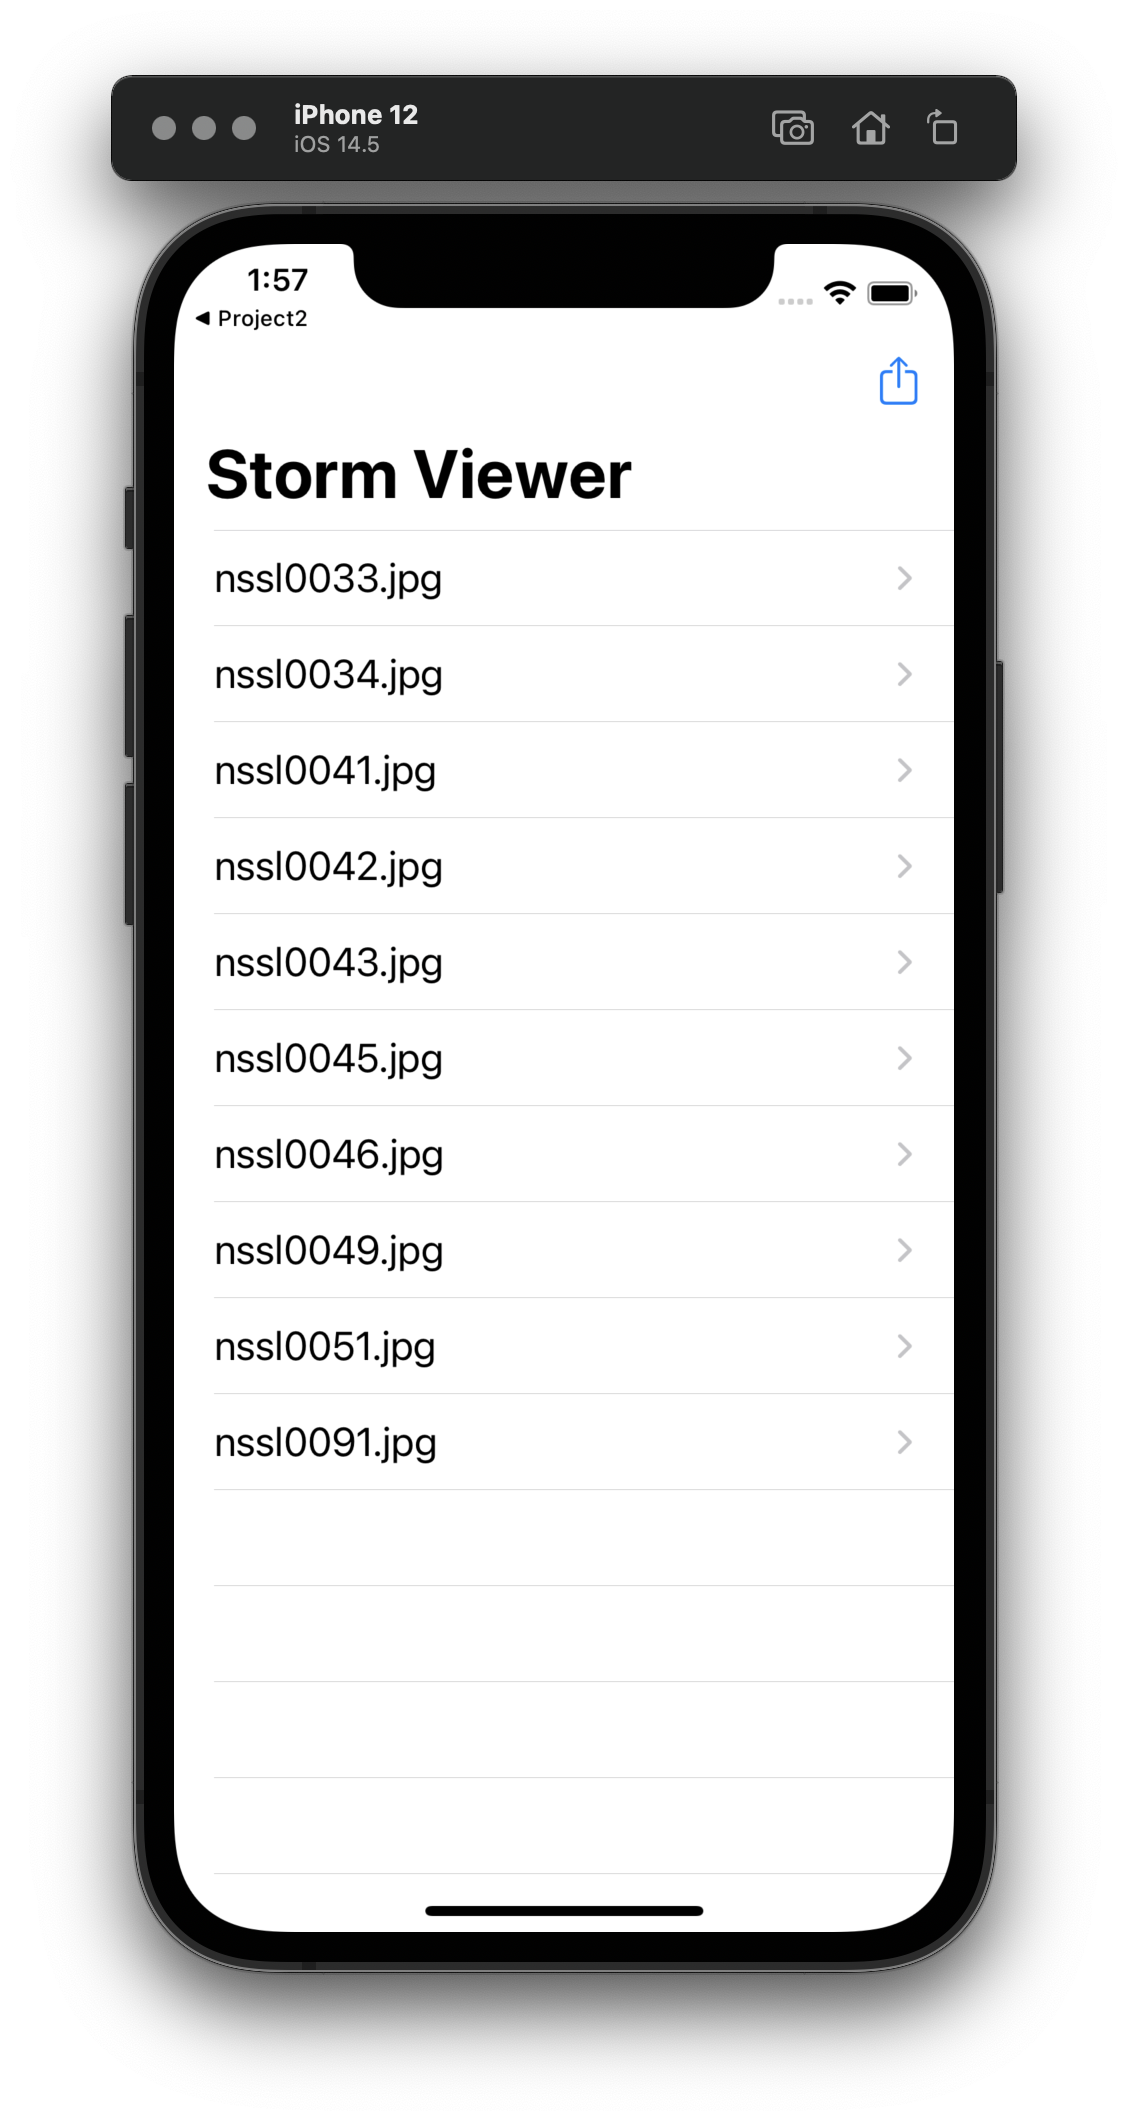 iPhone 12
iOS 14.5
1:57
◀ Project2
Storm Viewer
nssl0033.jpg
nssl0034.jpg
nssl0041.jpg
nssl0042.jpg
nssl0043.jpg
nssl0045.jpg
nssl0046.jpg
nssl0049.jpg
nssl0051.jpg
nssl0091.jpg